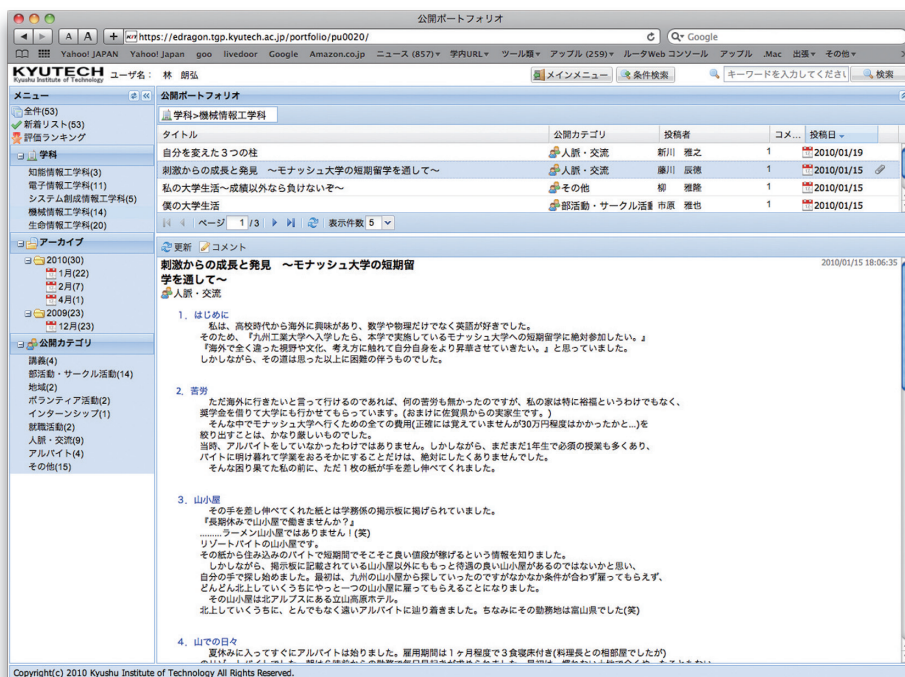 公開ポートフォリオ
A A + KIT https://edragon.tgp.kyutech.ac.jp/portfolio/pu0020/ Q- Google
Yahoo! JAPAN Yahoo! Japan goo livedoor Google Amazon.co.jp ニュース (857)▼ 学内URL▼ ツール類▼ アップル (259)▼ ルータWeb コンソール アップル .Mac 出張▼ その他▼
KYUTECH ユーザ名： 林 朗弘 メインメニュー 条件検索 キーワードを入力してください 検索
Kyushu Institute of Technology
メニュー
全件(53)
新着リスト(53)
評価ランキング
学科
知能情報工学科(3)
電子情報工学科(11)
システム創成情報工学科(5)
機械情報工学科(14)
生命情報工学科(20)
アーカイブ
2010(30)
1月(22)
2月(7)
4月(1)
2009(23)
12月(23)
公開カテゴリ
講義(4)
部活動・サークル活動(14)
地域(2)
ボランティア活動(2)
インターンシップ(1)
就職活動(2)
人脈・交流(9)
アルバイト(4)
その他(15)
公開ポートフォリオ
学科>機械情報工学科
タイトル 公開カテゴリ 投稿者 コメ... 投稿日
自分を変えた３つの柱 人脈・交流 新川 雅之 1 2010/01/19
刺激からの成長と発見 ～モナッシュ大学の短期留学を通して～ 人脈・交流 藤川 辰徳 1 2010/01/15
私の大学生活～成績以外なら負けないぞ～ その他 柳 雅隆 1 2010/01/15
僕の大学生活 部活動・サークル活動 市原 雅也 1 2010/01/15
ページ 1 /3 表示件数 5
更新 コメント
刺激からの成長と発見 ～モナッシュ大学の短期留 2010/01/15 18:06:35
学を通して～
人脈・交流
１．はじめに
私は、高校時代から海外に興味があり、数学や物理だけでなく英語が好きでした。
そのため、『九州工業大学へ入学したら、本学で実施しているモナッシュ大学への短期留学に絶対参加したい。』
『海外で全く違った視野や文化、考え方に触れて自分自身をより昇華させていきたい。』と思っていました。
しかしながら、その道は思った以上に困難の伴うものでした。
２．苦労
ただ海外に行きたいと言って行けるのであれば、何の苦労も無かったのですが、私の家は特に裕福というわけでもなく、
奨学金を借りて大学にも行かせてもらっています。(おまけに佐賀県からの実家生です。)
そんな中でモナッシュ大学へ行くための全ての費用(正確には覚えていませんが30万円程度はかかったかと...)を
絞り出すことは、かなり厳しいものでした。
当時、アルバイトをしていなかったわけではありません。しかしながら、まだまだ1年生で必須の授業も多くあり、
バイトに明け暮れて学業をおろそかにすることだけは、絶対にしたくありませんでした。
そんな困り果てた私の前に、ただ１枚の紙が手を差し伸べてくれました。
３．山小屋
その手を差し伸べてくれた紙とは学務係の掲示板に掲げられていました。
『長期休みで山小屋で働きませんか？』
.........ラーメン山小屋ではありません！(笑)
リゾートバイトの山小屋です。
その紙から住み込みのバイトで短期間でそこそこ良い値段が稼げるという情報を知りました。
しかしながら、掲示板に記載されている山小屋以外にももっと待遇の良い山小屋があるのではないかと思い、
自分の手で探し始めました。最初は、九州の山小屋から探していったのですがなかなか条件が合わず雇ってもらえず、
どんどん北上していくうちにやっと一つの山小屋に雇ってもらえることになりました。
その山小屋は北アルプスにある立山高原ホテル。
北上していくうちに、とんでもなく遠いアルバイトに辿り着きました。ちなみにその勤務地は富山県でした(笑)
４．山での日々
夏休みに入ってすぐにアルバイトは始りました。雇用期間は１ヶ月程度で３食寝床付き(料理長との相部屋でしたが)
Copyright(c) 2010 Kyushu Institute of Technology All Rights Reserved.